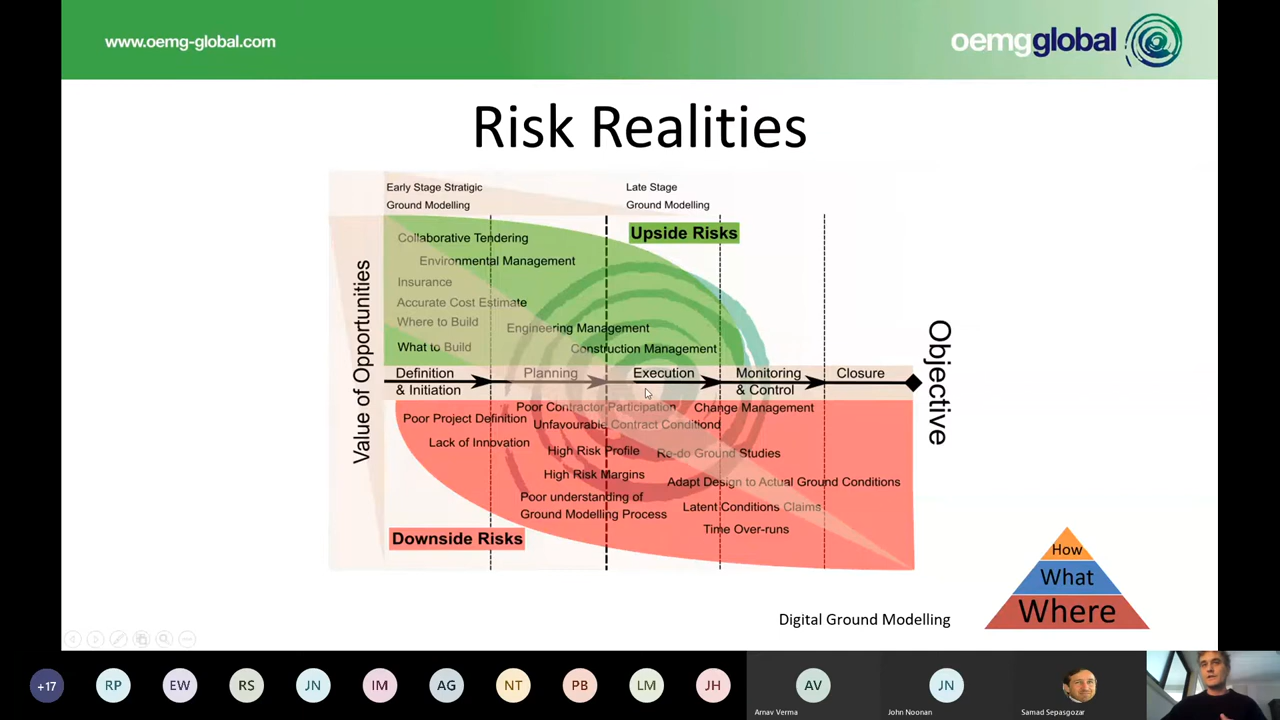 www.oemg-global.com
oemgglobal
Risk Realities
Early Stage Stratigic
Ground Modelling
Late Stage
Ground Modelling
Upside Risks
Collaborative Tendering
Environmental Management
Insurance
Accurate Cost Estimate
Where to Build
Engineering Management
What to Build
Construction Management
Value of Opportunities
Definition
& Initiation
Planning
Execution
Monitoring
& Control
Closure
Objective
Poor Contractor Participation
Change Management
Poor Project Definition
Unfavourable Contract Conditiond
Lack of Innovation
High Risk Profile
Re-do Ground Studies
High Risk Margins
Adapt Design to Actual Ground Conditions
Poor understanding of
Ground Modelling Process
Latent Conditions Claims
Time Over-runs
Downside Risks
How
What
Where
Digital Ground Modelling
+17
RP
EW
RS
JN
IM
AG
NT
PB
LM
JH
AV
Arnav Verma
JN
John Noonan
Samad Sepasgozar